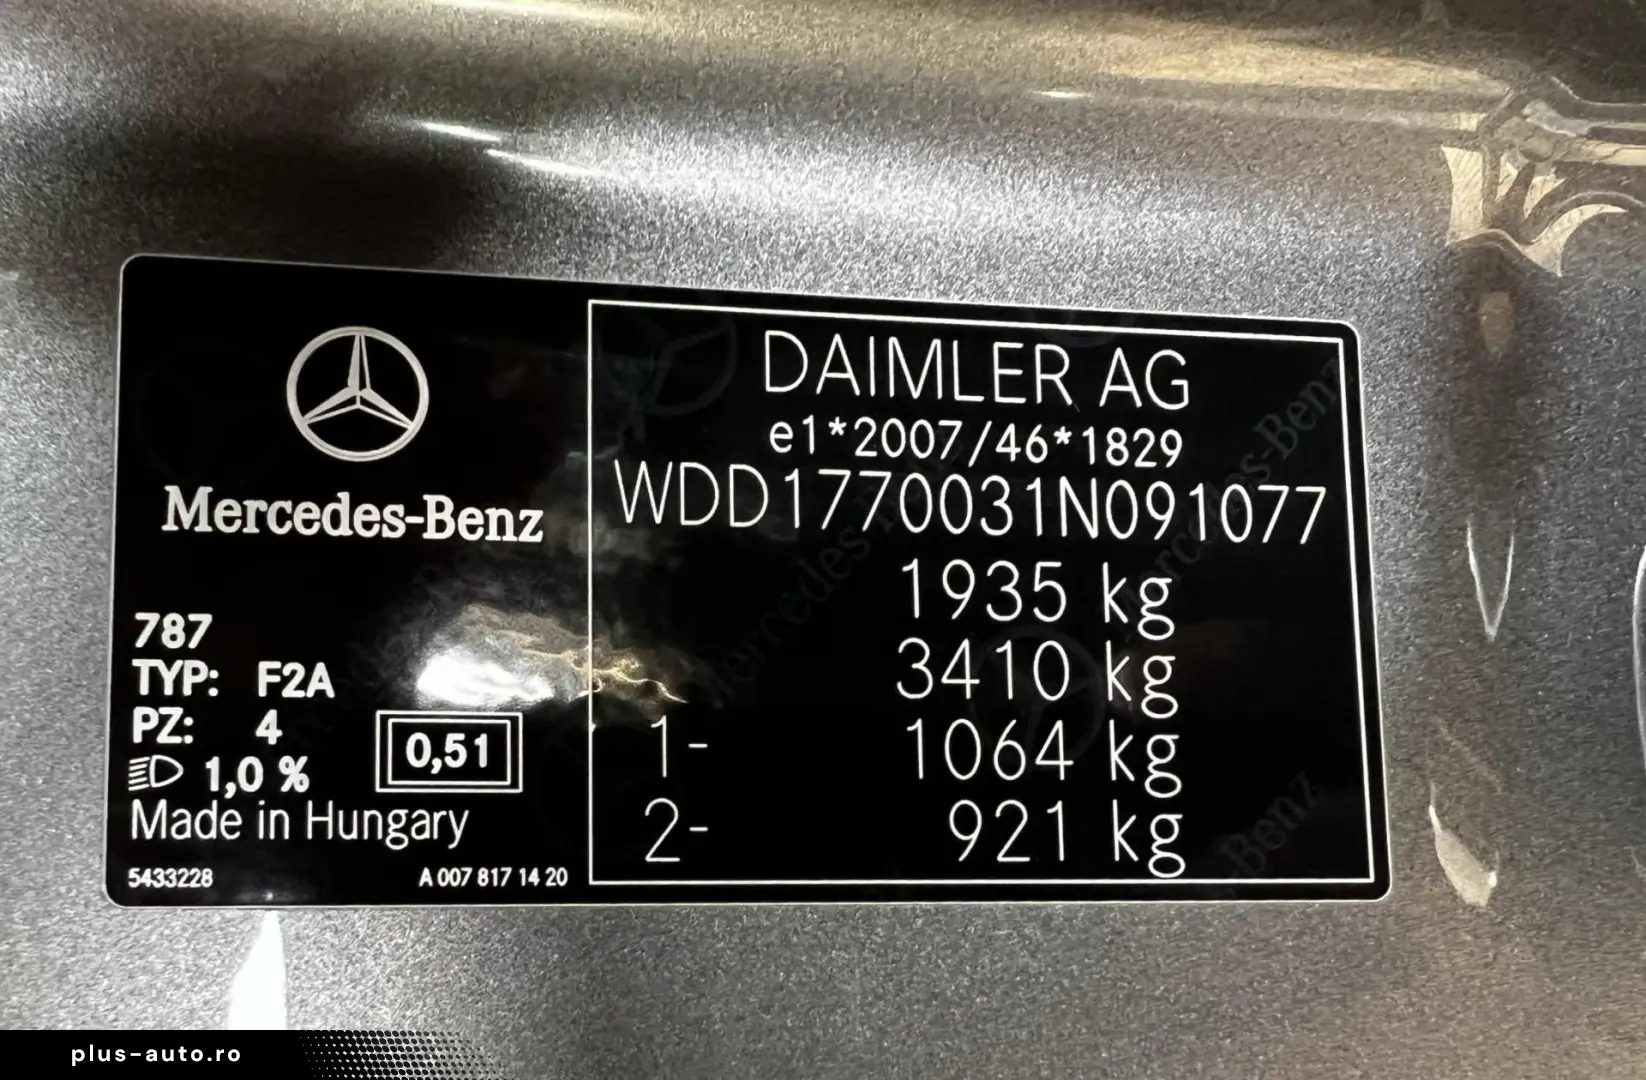 Mercedes-Benz
787
TYP: F2A
PZ: 4
1,0 %
0,51
Made in Hungary
5433228
A 007 817 14 20
DAIMLER AG
e1*2007/46*1829
WDD1770031N091077
1935 kg
3410 kg
1- 1064 kg
2- 921 kg
plus-auto.ro